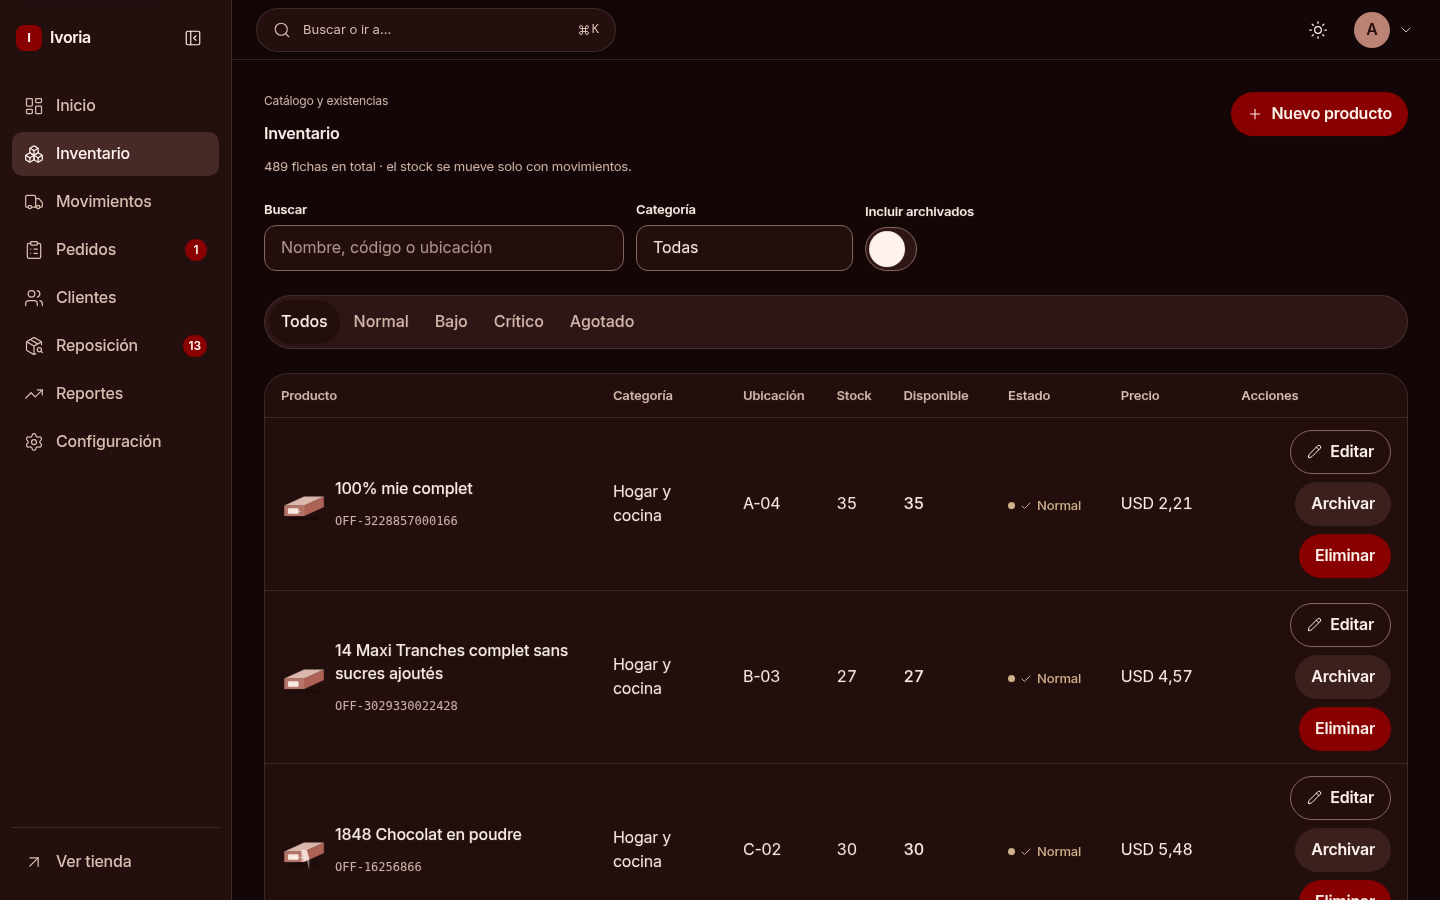 I Ivoria
Inicio
Inventario
Movimientos
Pedidos 1
Clientes
Reposición 13
Reportes
Configuración
Ver tienda
Buscar o ir a... ⌘K
A
Catálogo y existencias
Inventario
489 fichas en total · el stock se mueve solo con movimientos.
Nuevo producto
Buscar
Nombre, código o ubicación
Categoría
Todas
Incluir archivados
Todos Normal Bajo Crítico Agotado
Producto Categoría Ubicación Stock Disponible Estado Precio Acciones
100% mie complet
OFF-3228857000166
Hogar y
cocina
A-04 35 35 Normal USD 2,21
Editar
Archivar
Eliminar
14 Maxi Tranches complet sans
sucres ajoutés
OFF-3029330022428
Hogar y
cocina
B-03 27 27 Normal USD 4,57
Editar
Archivar
Eliminar
1848 Chocolat en poudre
OFF-16256866
Hogar y
cocina
C-02 30 30 Normal USD 5,48
Editar
Archivar
Eliminar